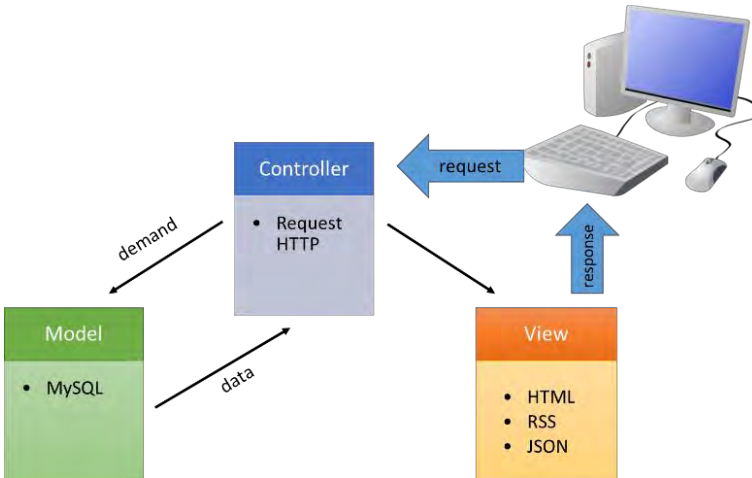 Controller
request
• Request
HTTP
demand
response
Model
View
• MySQL
data
• HTML
• RSS
• JSON